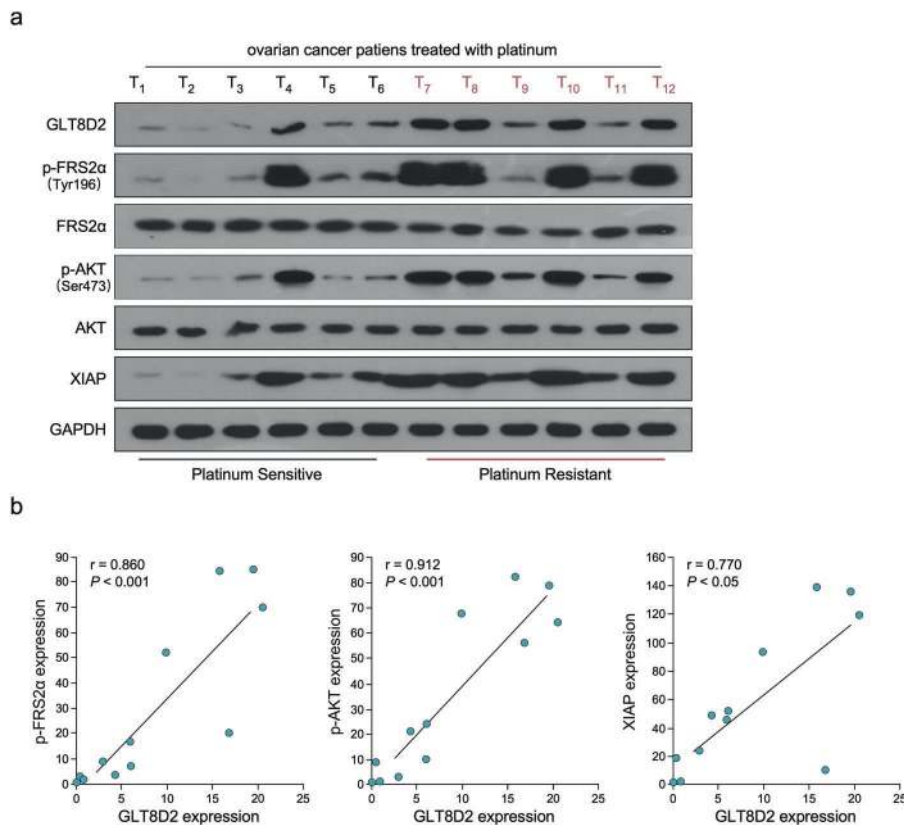 a
ovarian cancer patiens treated with platinum
T1 T2 T3 T4 T5 T6 T7 T8 T9 T10 T11 T12
GLT8D2
p-FRS2α
(Tyr196)
FRS2α
p-AKT
(Ser473)
AKT
XIAP
GAPDH
Platinum Sensitive Platinum Resistant
b
r = 0.860
P < 0.001
p-FRS2α expression
90
80
70
60
50
40
30
20
10
0
0 5 10 15 20 25
GLT8D2 expression
r = 0.912
P < 0.001
p-AKT expression
90
80
70
60
50
40
30
20
10
0
0 5 10 15 20 25
GLT8D2 expression
r = 0.770
P < 0.05
XIAP expression
160
140
120
100
80
60
40
20
0
0 5 10 15 20 25
GLT8D2 expression